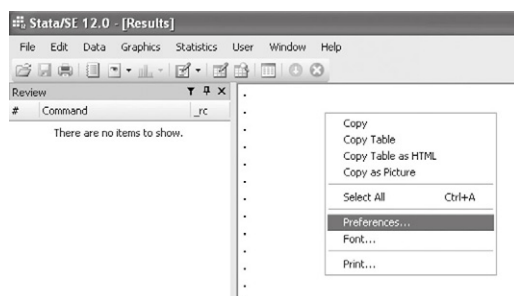 Stata/SE 12.0 - [Results]
File Edit Data Graphics Statistics User Window Help
Review
# Command _rc
There are no items to show.
.
.
.
.
.
.
.
.
.
.
.
Copy
Copy Table
Copy Table as HTML
Copy as Picture
Select All Ctrl+A
Preferences...
Font...
Print...